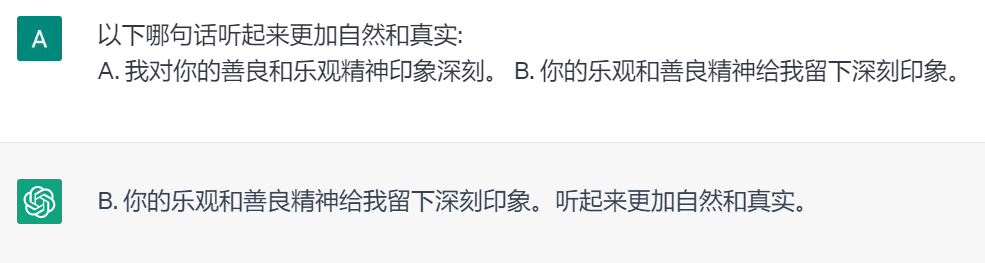 A
以下哪句话听起来更加自然和真实:
A. 我对你的善良和乐观精神印象深刻。 B. 你的乐观和善良精神给我留下深刻印象。
B. 你的乐观和善良精神给我留下深刻印象。听起来更加自然和真实。